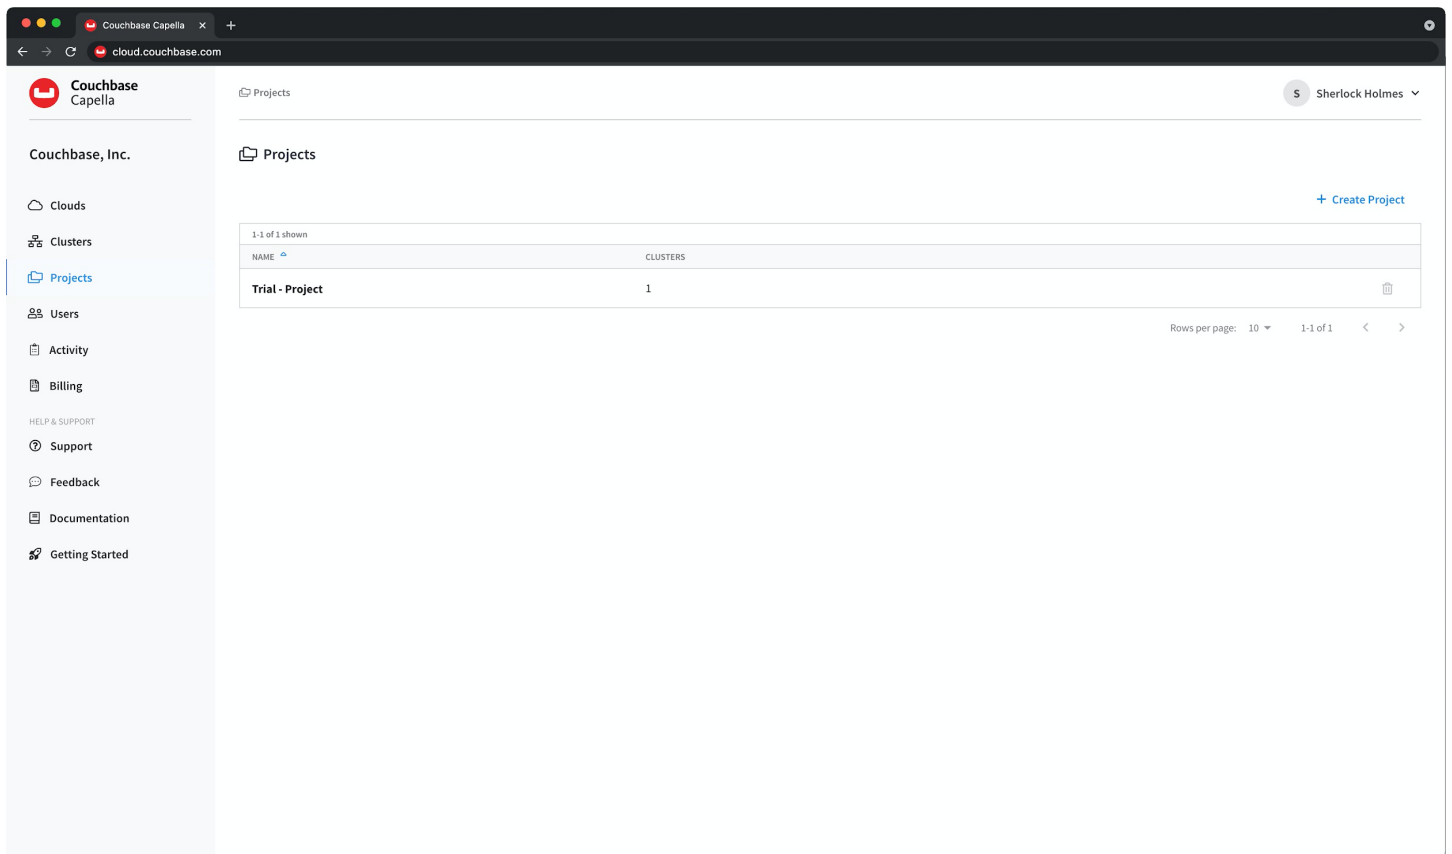 Couchbase Capella
cloud.couchbase.com
Couchbase
Capella
Projects
S Sherlock Holmes
Couchbase, Inc.
Projects
Clouds
Clusters
Projects
Users
Activity
Billing
HELP & SUPPORT
Support
Feedback
Documentation
Getting Started
+ Create Project
1-1 of 1 shown
NAME CLUSTERS
Trial - Project 1
Rows per page: 10 1-1 of 1